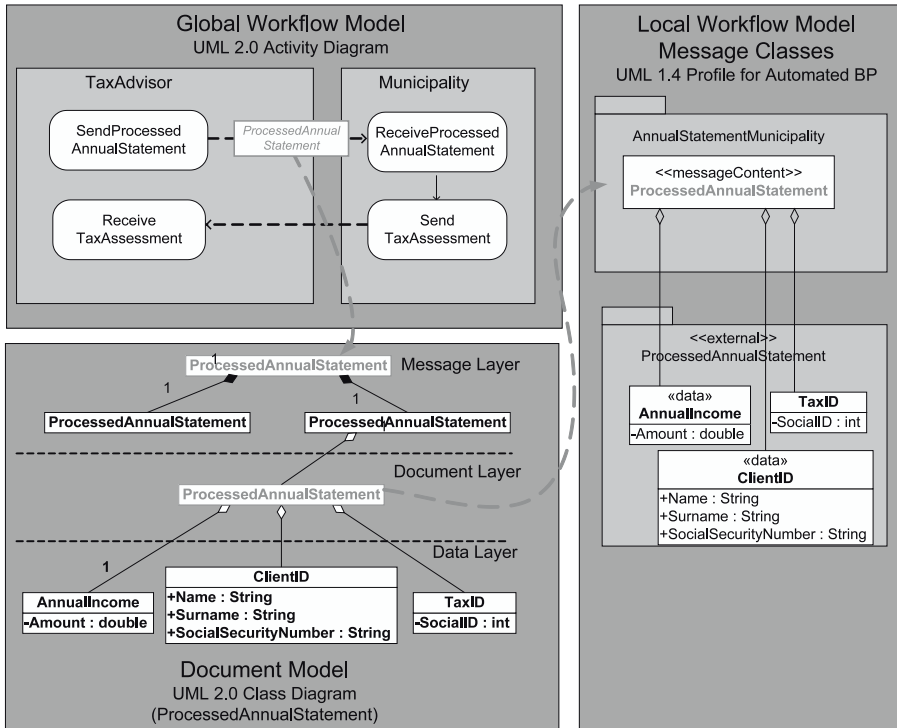 Global Workflow Model
UML 2.0 Activity Diagram
TaxAdvisor
Municipality
SendProcessed
AnnualStatement
ProcessedAnnual
Statement
ReceiveProcessed
AnnualStatement
Receive
TaxAssessment
Send
TaxAssessment
1
ProcessedAnnualStatement
Message Layer
1
1
ProcessedAnnualStatement
ProcessedAnnualStatement
Document Layer
ProcessedAnnualStatement
Data Layer
1
AnnualIncome
-Amount : double
ClientID
+Name : String
+Surname : String
+SocialSecurityNumber : String
TaxID
-SocialID : int
Document Model
UML 2.0 Class Diagram
(ProcessedAnnualStatement)
Local Workflow Model
Message Classes
UML 1.4 Profile for Automated BP
AnnualStatementMunicipality
<<messageContent>>
ProcessedAnnualStatement
<<external>>
ProcessedAnnualStatement
«data»
AnnualIncome
-Amount : double
TaxID
-SocialID : int
«data»
ClientID
+Name : String
+Surname : String
+SocialSecurityNumber : String